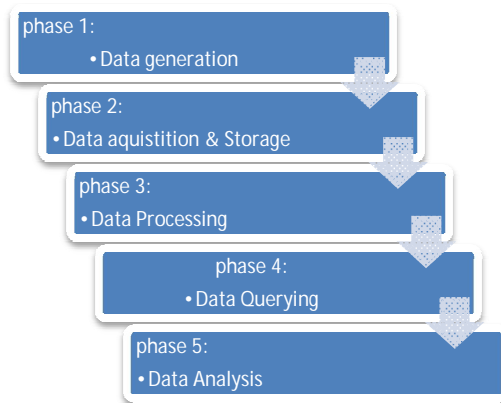 phase 1:
• Data generation
phase 2:
• Data aquistition & Storage
phase 3:
• Data Processing
phase 4:
• Data Querying
phase 5:
• Data Analysis